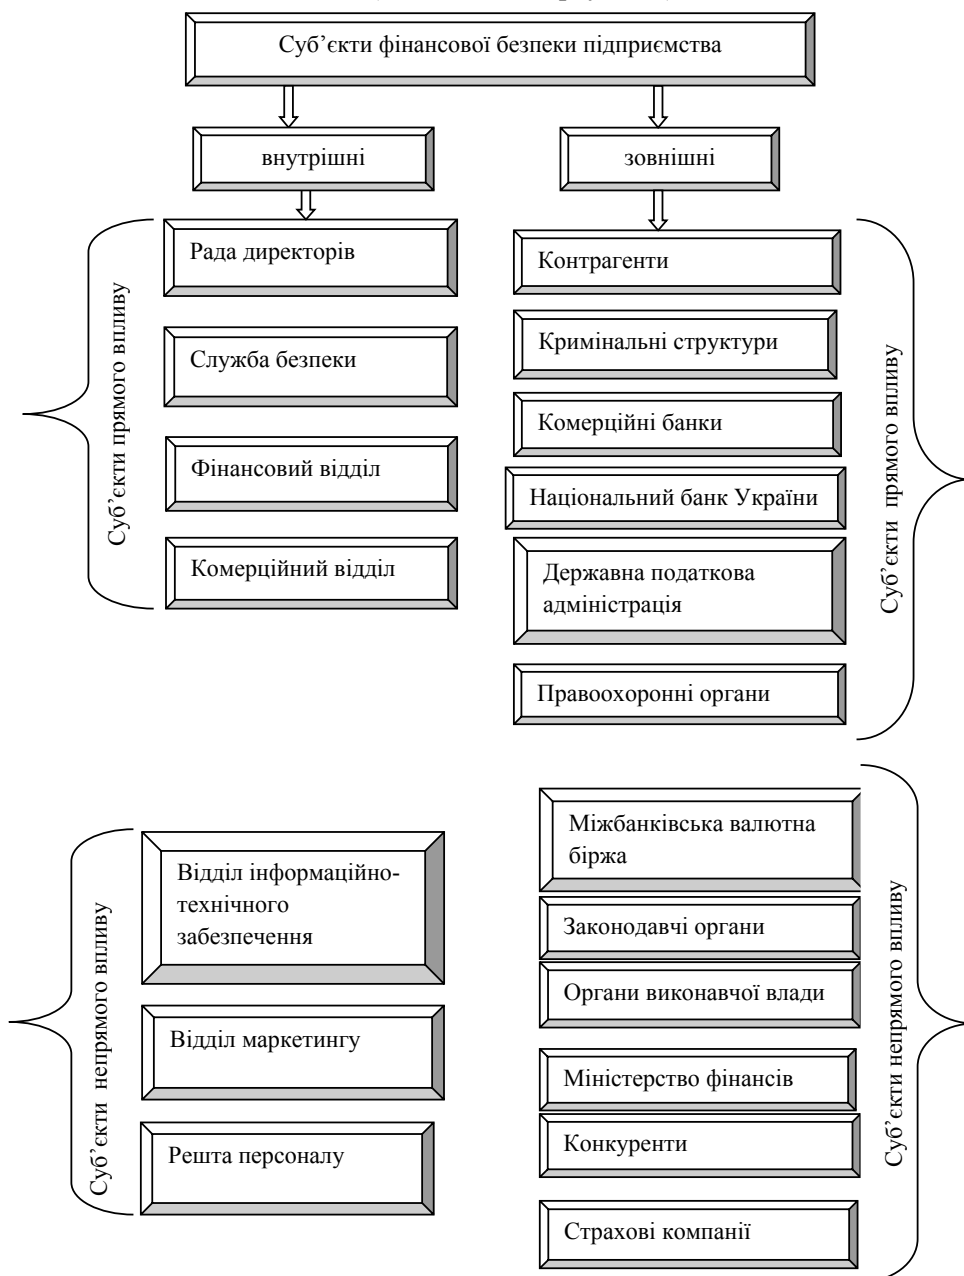 Суб’єкти фінансової безпеки підприємства
внутрішні
зовнішні
Суб’єкти прямого впливу
Рада директорів
Служба безпеки
Фінансовий відділ
Комерційний відділ
Контрагенти
Кримінальні структури
Комерційні банки
Національний банк України
Державна податкова
адміністрація
Правоохоронні органи
Суб’єкти прямого впливу
Суб’єкти непрямого впливу
Відділ інформаційно-
технічного
забезпечення
Відділ маркетингу
Решта персоналу
Міжбанківська валютна
біржа
Законодавчі органи
Органи виконавчої влади
Міністерство фінансів
Конкуренти
Страхові компанії
Суб’єкти непрямого впливу